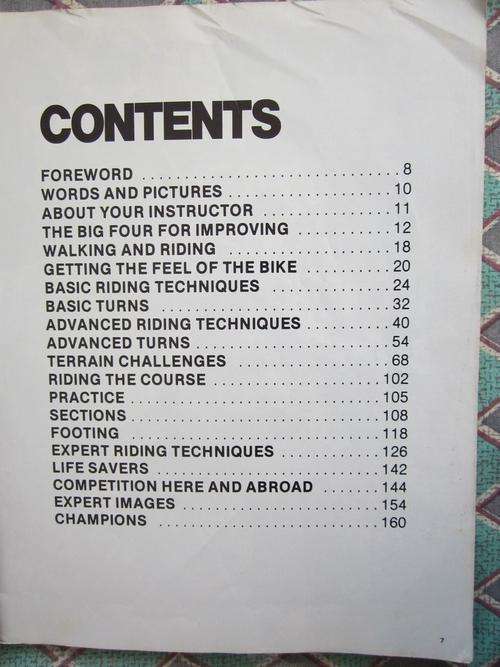 CONTENTS
FOREWORD ............................... 8
WORDS AND PICTURES .................... 10
ABOUT YOUR INSTRUCTOR ................ 11
THE BIG FOUR FOR IMPROVING ............ 12
WALKING AND RIDING .................... 18
GETTING THE FEEL OF THE BIKE .......... 20
BASIC RIDING TECHNIQUES ............... 24
BASIC TURNS ........................... 32
ADVANCED RIDING TECHNIQUES ............ 40
ADVANCED TURNS ........................ 54
TERRAIN CHALLENGES .................... 68
RIDING THE COURSE ..................... 102
PRACTICE .............................. 105
SECTIONS .............................. 108
FOOTING ............................... 118
EXPERT RIDING TECHNIQUES .............. 126
LIFE SAVERS ........................... 142
COMPETITION HERE AND ABROAD ....... 144
EXPERT IMAGES ......................... 154
CHAMPIONS ............................. 160
7